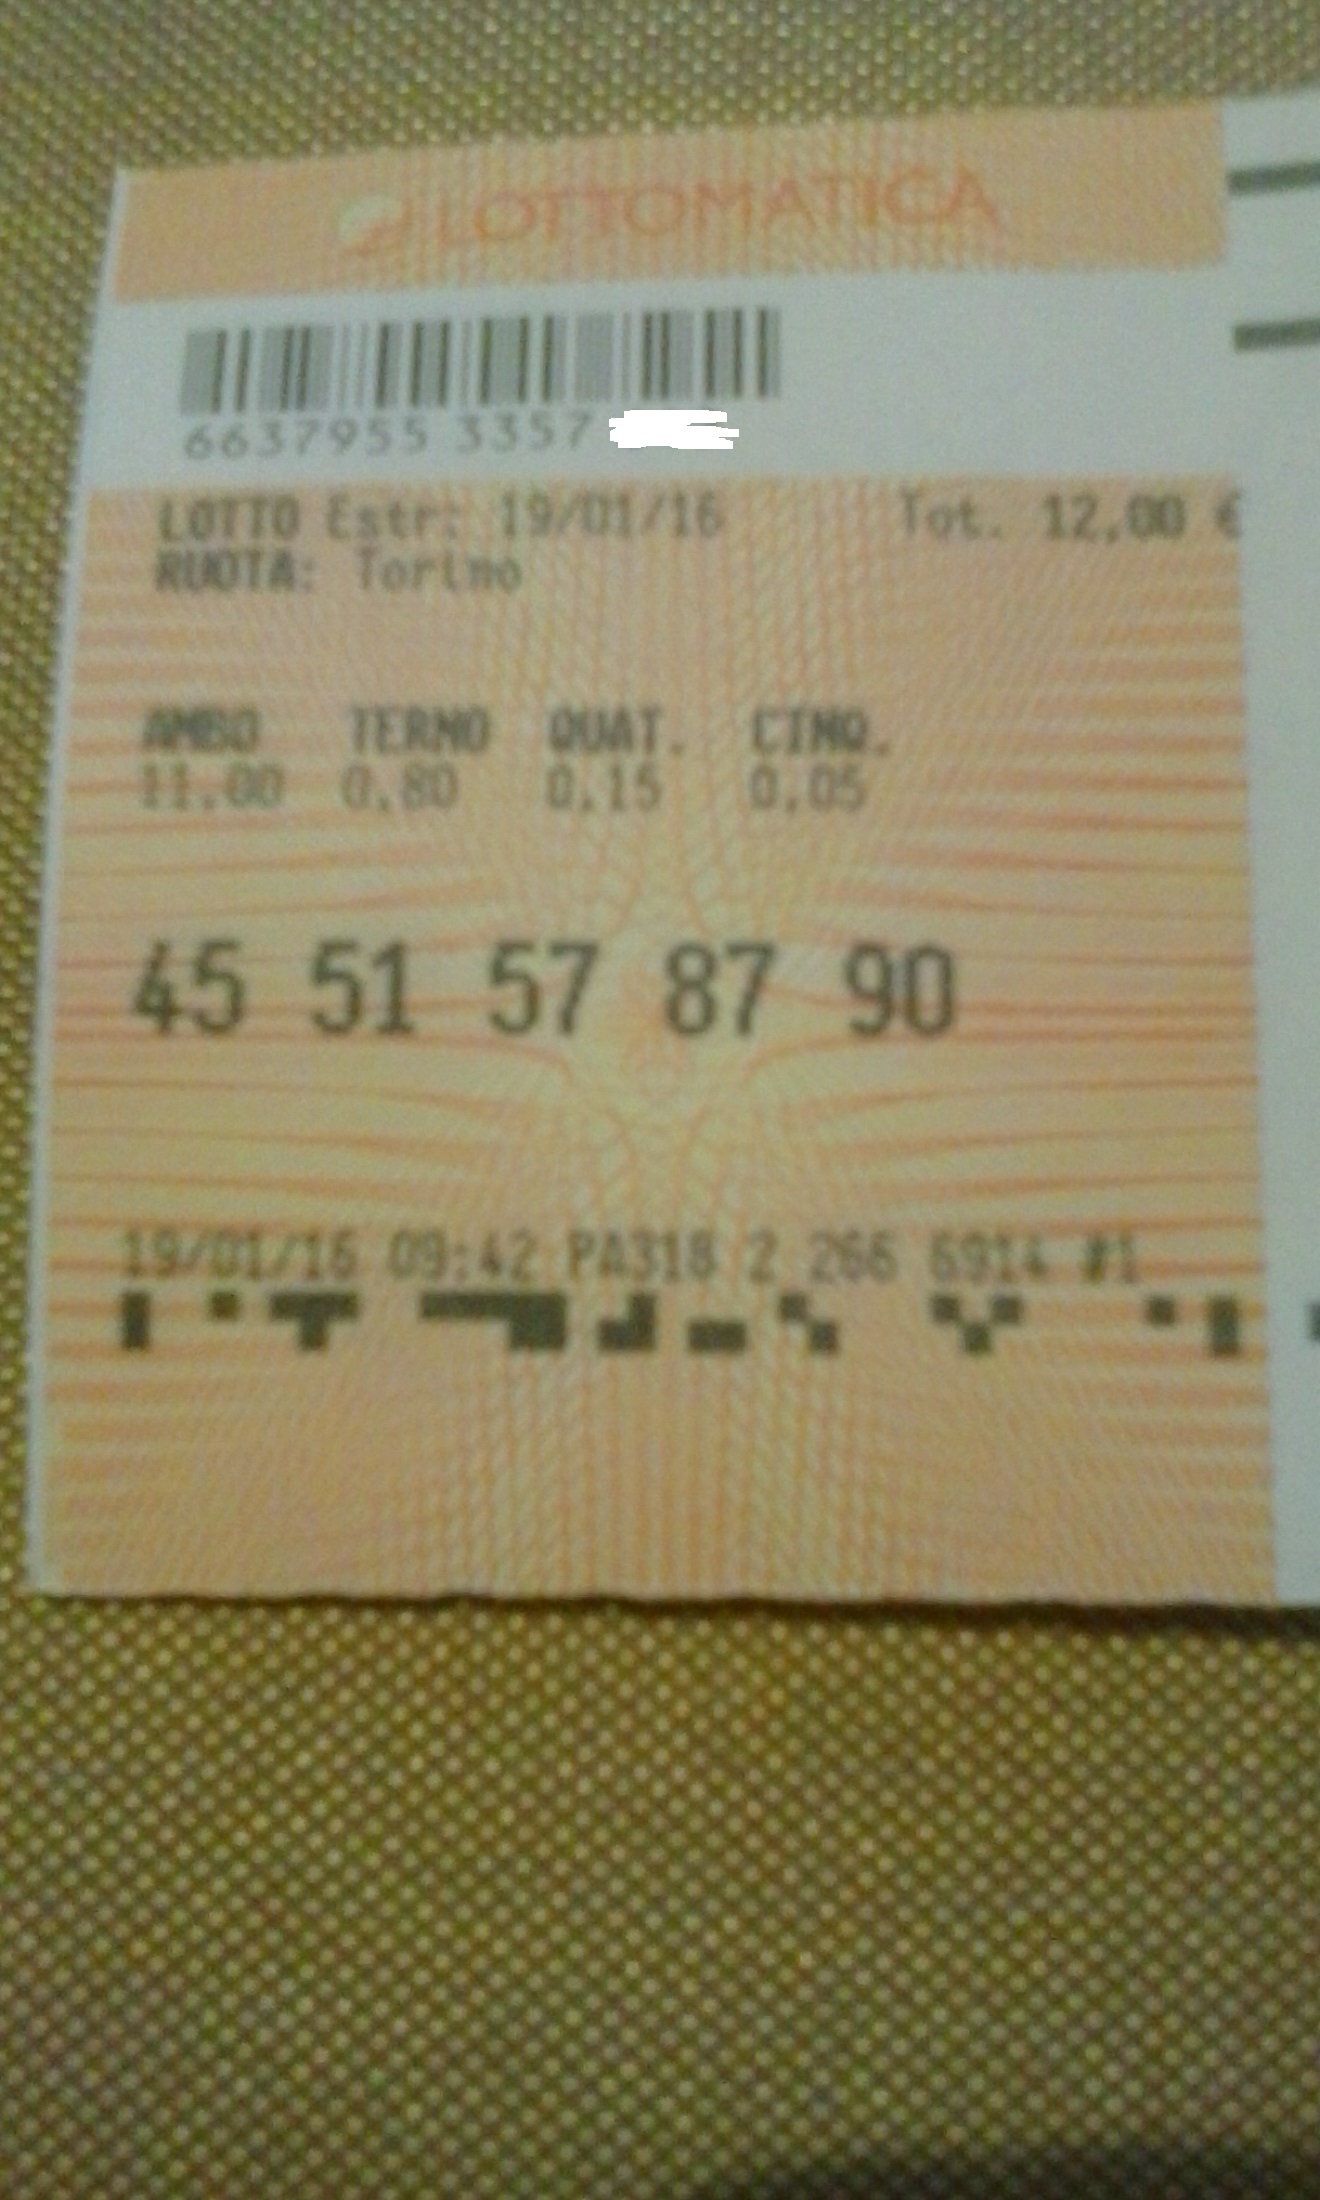 LOTTOMATICA
6637955 3357
LOTTO Estr: 19/01/16 Tot. 12,00 €
RUOTA: Torino
AMBO TERNO QUAT. CINQ.
11,00 0,80 0,15 0,05
45 51 57 87 90
19/01/16 09:42 PA318 2 266 6914 #1